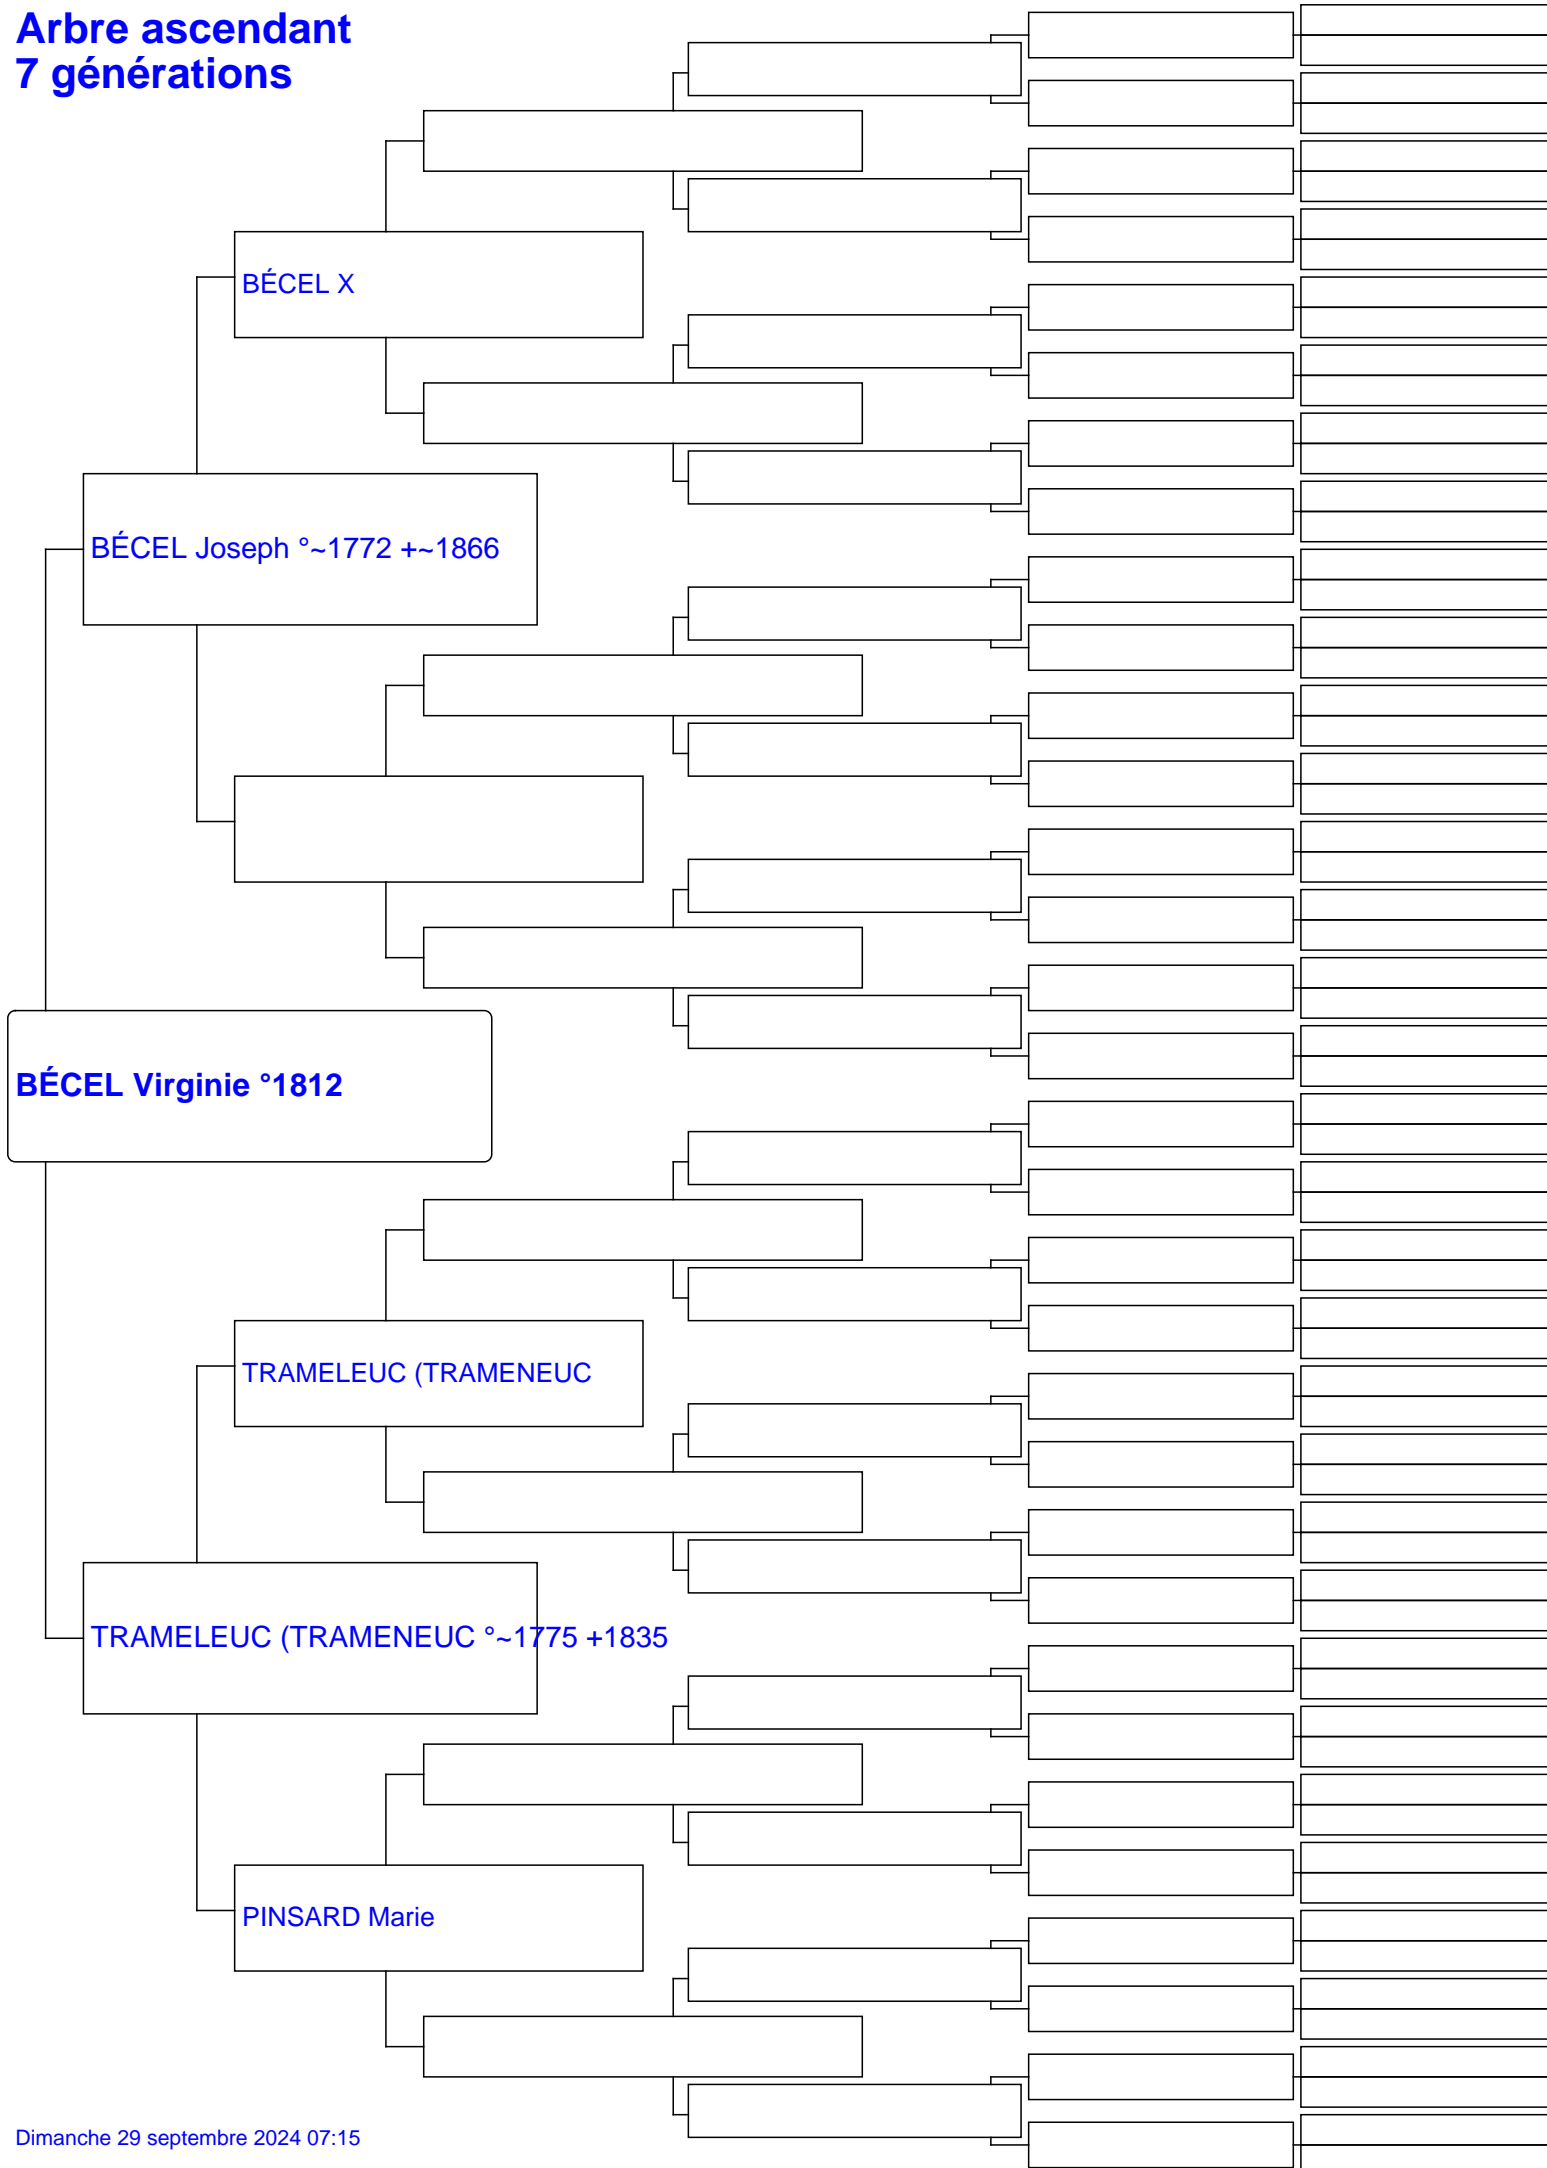 Arbre ascendant
7 générations
BÉCEL X
BÉCEL Joseph °~1772 +~1866
BÉCEL Virginie °1812
TRAMELEUC (TRAMENEUC
TRAMELEUC (TRAMENEUC °~1775 +1835
PINSARD Marie
Dimanche 29 septembre 2024 07:15